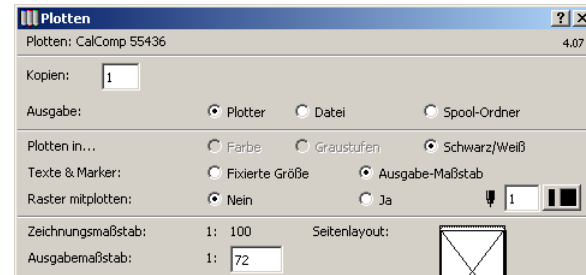 Plotten
Plotten: CalComp 55436 4.07
Kopien: 1
Ausgabe: Plotter Datei Spool-Ordner
Plotten in... Farbe Graustufen Schwarz/Weiß
Texte & Marker: Fixierte Größe Ausgabe-Maßstab
Raster mitplotten: Nein Ja 1
Zeichnungsmaßstab: 1: 100 Seitenlayout:
Ausgabemaßstab: 1: 72